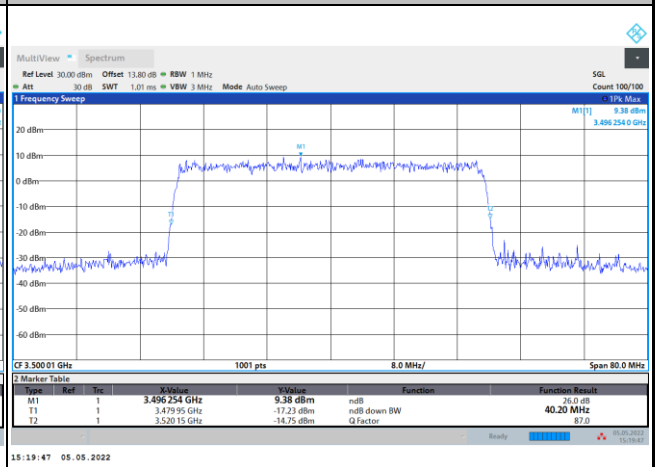 MultiView Spectrum
Ref Level 30.00 dBm Offset 13.80 dB RBW 1 MHz SGL
Att 30 dB SWT 1.01 ms VBW 3 MHz Mode Auto Sweep Count 100/100
1 Frequency Sweep 1Pk Max
M1[1] 9.38 dBm
3.496 254 0 GHz
20 dBm
M1
10 dBm
0 dBm
-10 dBm
T1
-20 dBm
-30 dBm
-40 dBm
-50 dBm
-60 dBm
CF 3.500 01 GHz 1001 pts 8.0 MHz/ Span 80.0 MHz
2 Marker Table
Type Ref Trc X-Value Y-Value Function Function Result
M1 1 3.496 254 GHz 9.38 dBm ndB 26.0 dB
T1 1 3.479 95 GHz -17.23 dBm ndB down BW 40.20 MHz
T2 1 3.520 15 GHz -14.75 dBm Q Factor 87.0
Ready 05.05.2022
15:19:47
15:19:47 05.05.2022